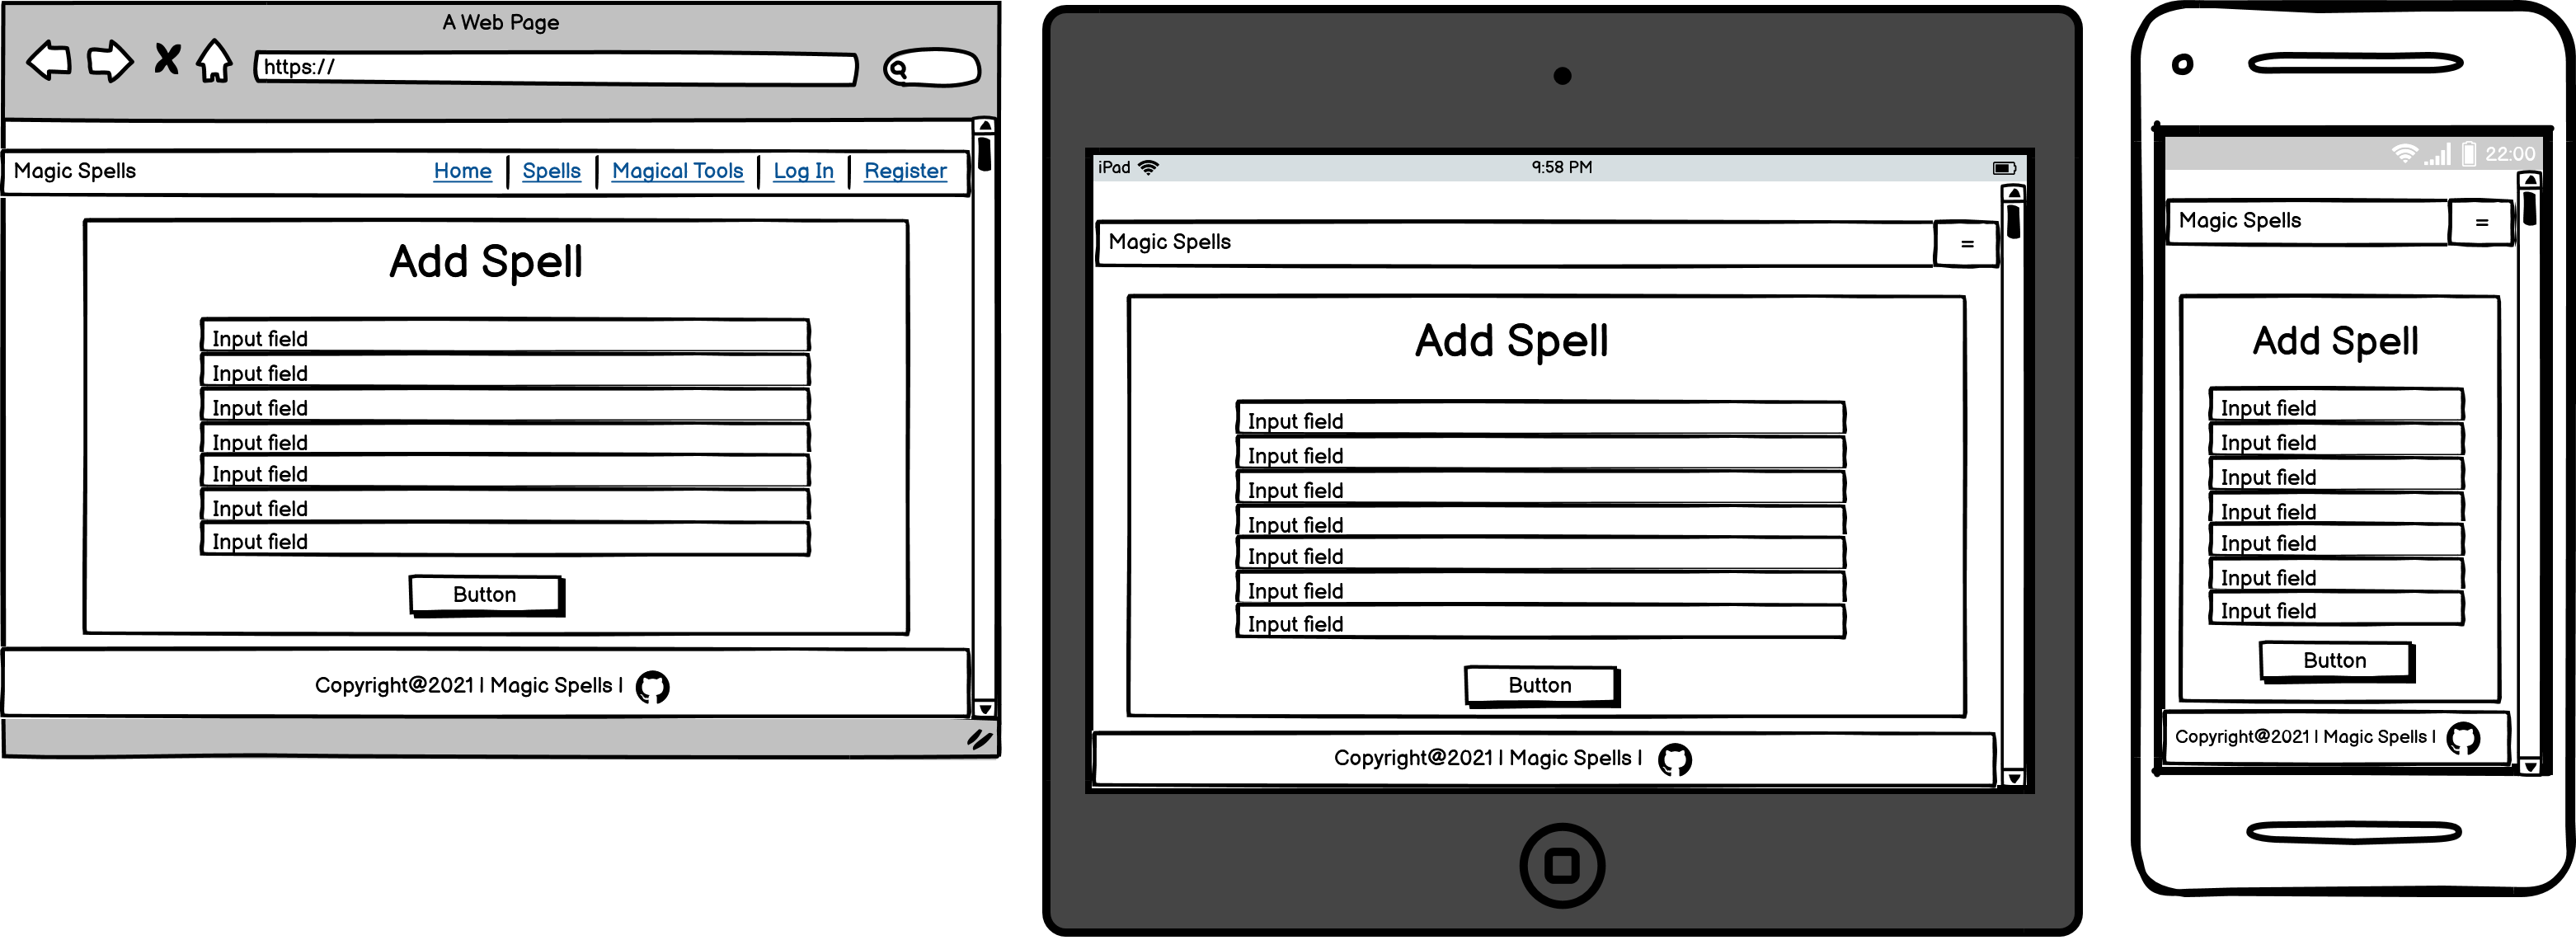 A Web Page
https://
Magic Spells Home Spells Magical Tools Log In Register
Add Spell
Input field
Input field
Input field
Input field
Input field
Input field
Input field
Button
Copyright@2021 | Magic Spells |
iPad 9:58 PM
Magic Spells =
Add Spell
Input field
Input field
Input field
Input field
Input field
Input field
Input field
Button
Copyright@2021 | Magic Spells |
22:00
Magic Spells =
Add Spell
Input field
Input field
Input field
Input field
Input field
Input field
Input field
Button
Copyright@2021 | Magic Spells |